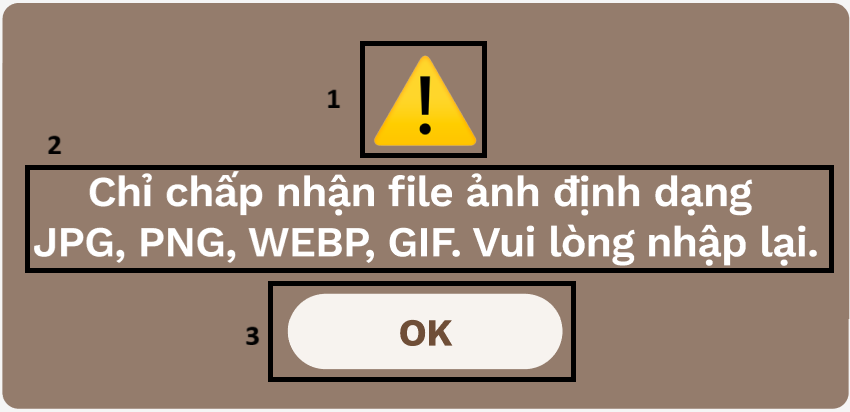 1
2
Chỉ chấp nhận file ảnh định dạng
JPG, PNG, WEBP, GIF. Vui lòng nhập lại.
3
OK